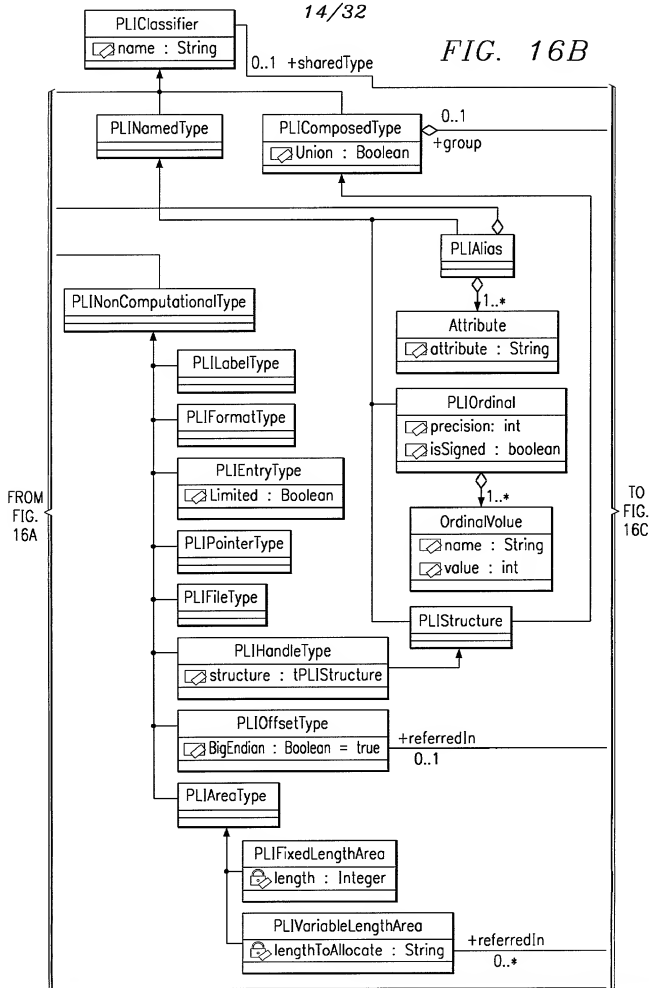 14/32
FIG. 16B
PLIClassifier
name : String
0..1 +sharedType
PLINamedType
PLIComposedType
Union : Boolean
0..1
+group
PLIAlias
1..*
PLINonComputationalType
Attribute
attribute : String
PLILabelType
PLIFormatType
PLIOrdinal
precision: int
isSigned : boolean
PLIEntryType
Limited : Boolean
1..*
FROM
FIG.
16A
TO
FIG.
16C
OrdinalValue
name : String
value : int
PLIPointerType
PLIFileType
PLIStructure
PLIHandleType
structure : tPLIStructure
PLIOffsetType
BigEndian : Boolean = true
+referredIn
0..1
PLIAreaType
PLIFixedLengthArea
length : Integer
PLIVariableLengthArea
lengthToAllocate : String
+referredIn
0..*